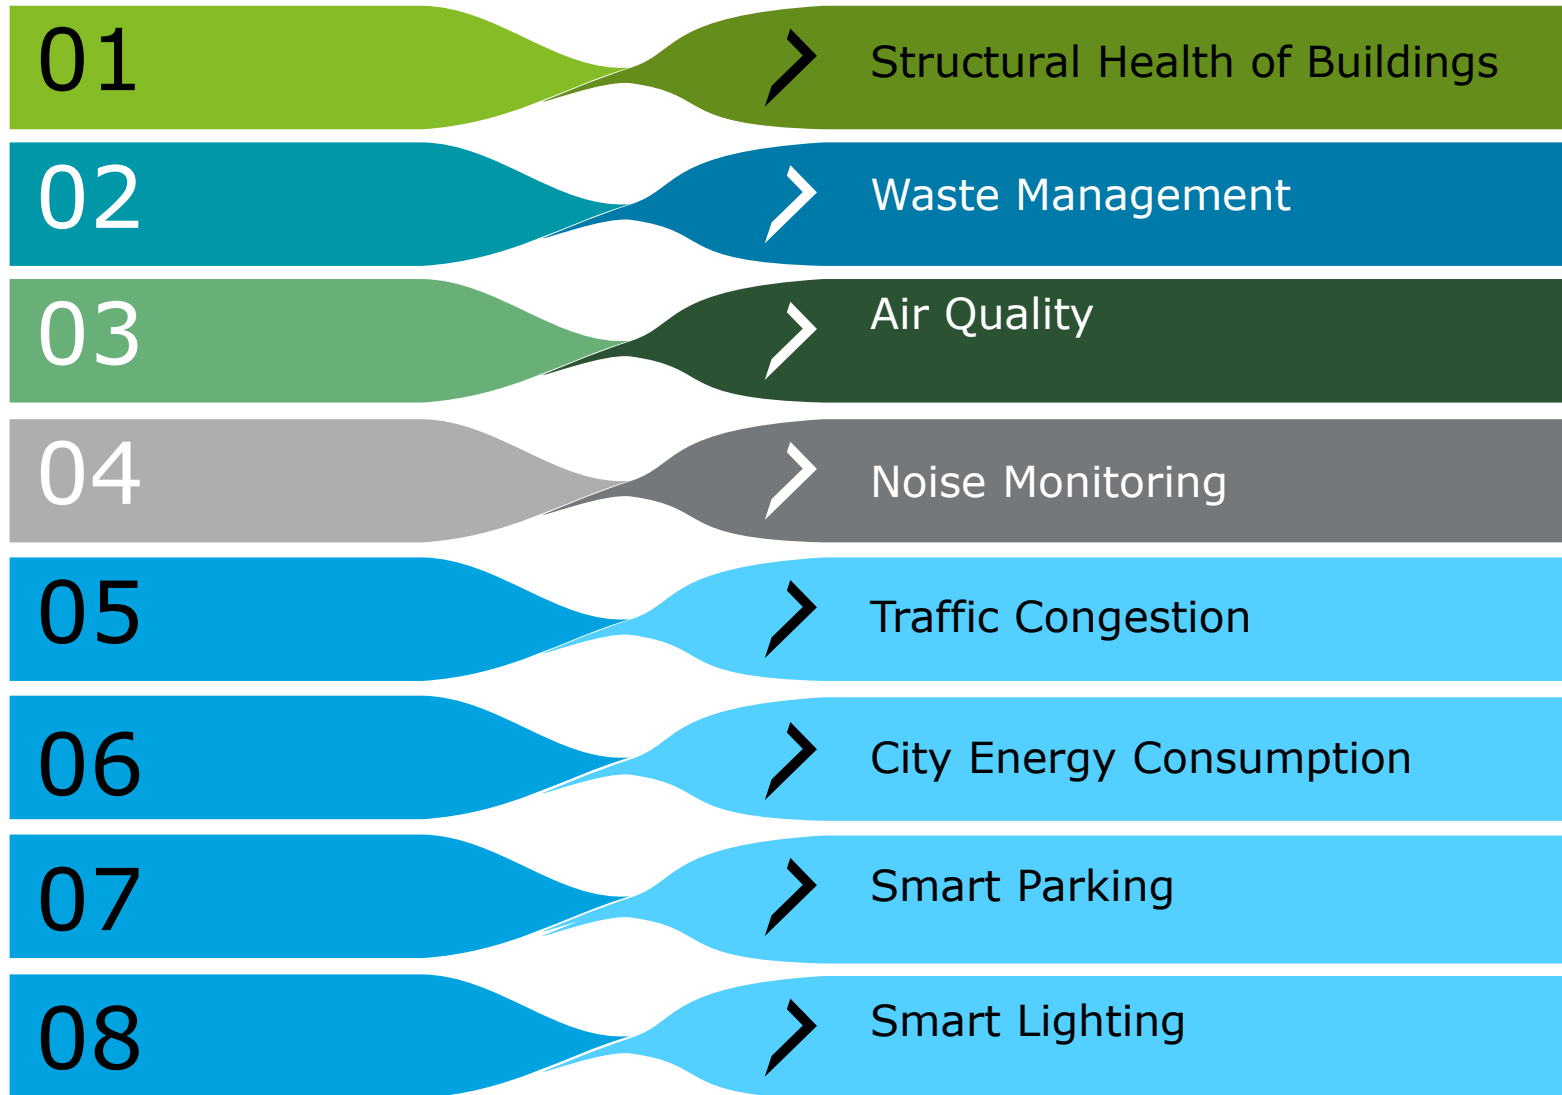 01 Structural Health of Buildings
02 Waste Management
03 Air Quality
04 Noise Monitoring
05 Traffic Congestion
06 City Energy Consumption
07 Smart Parking
08 Smart Lighting